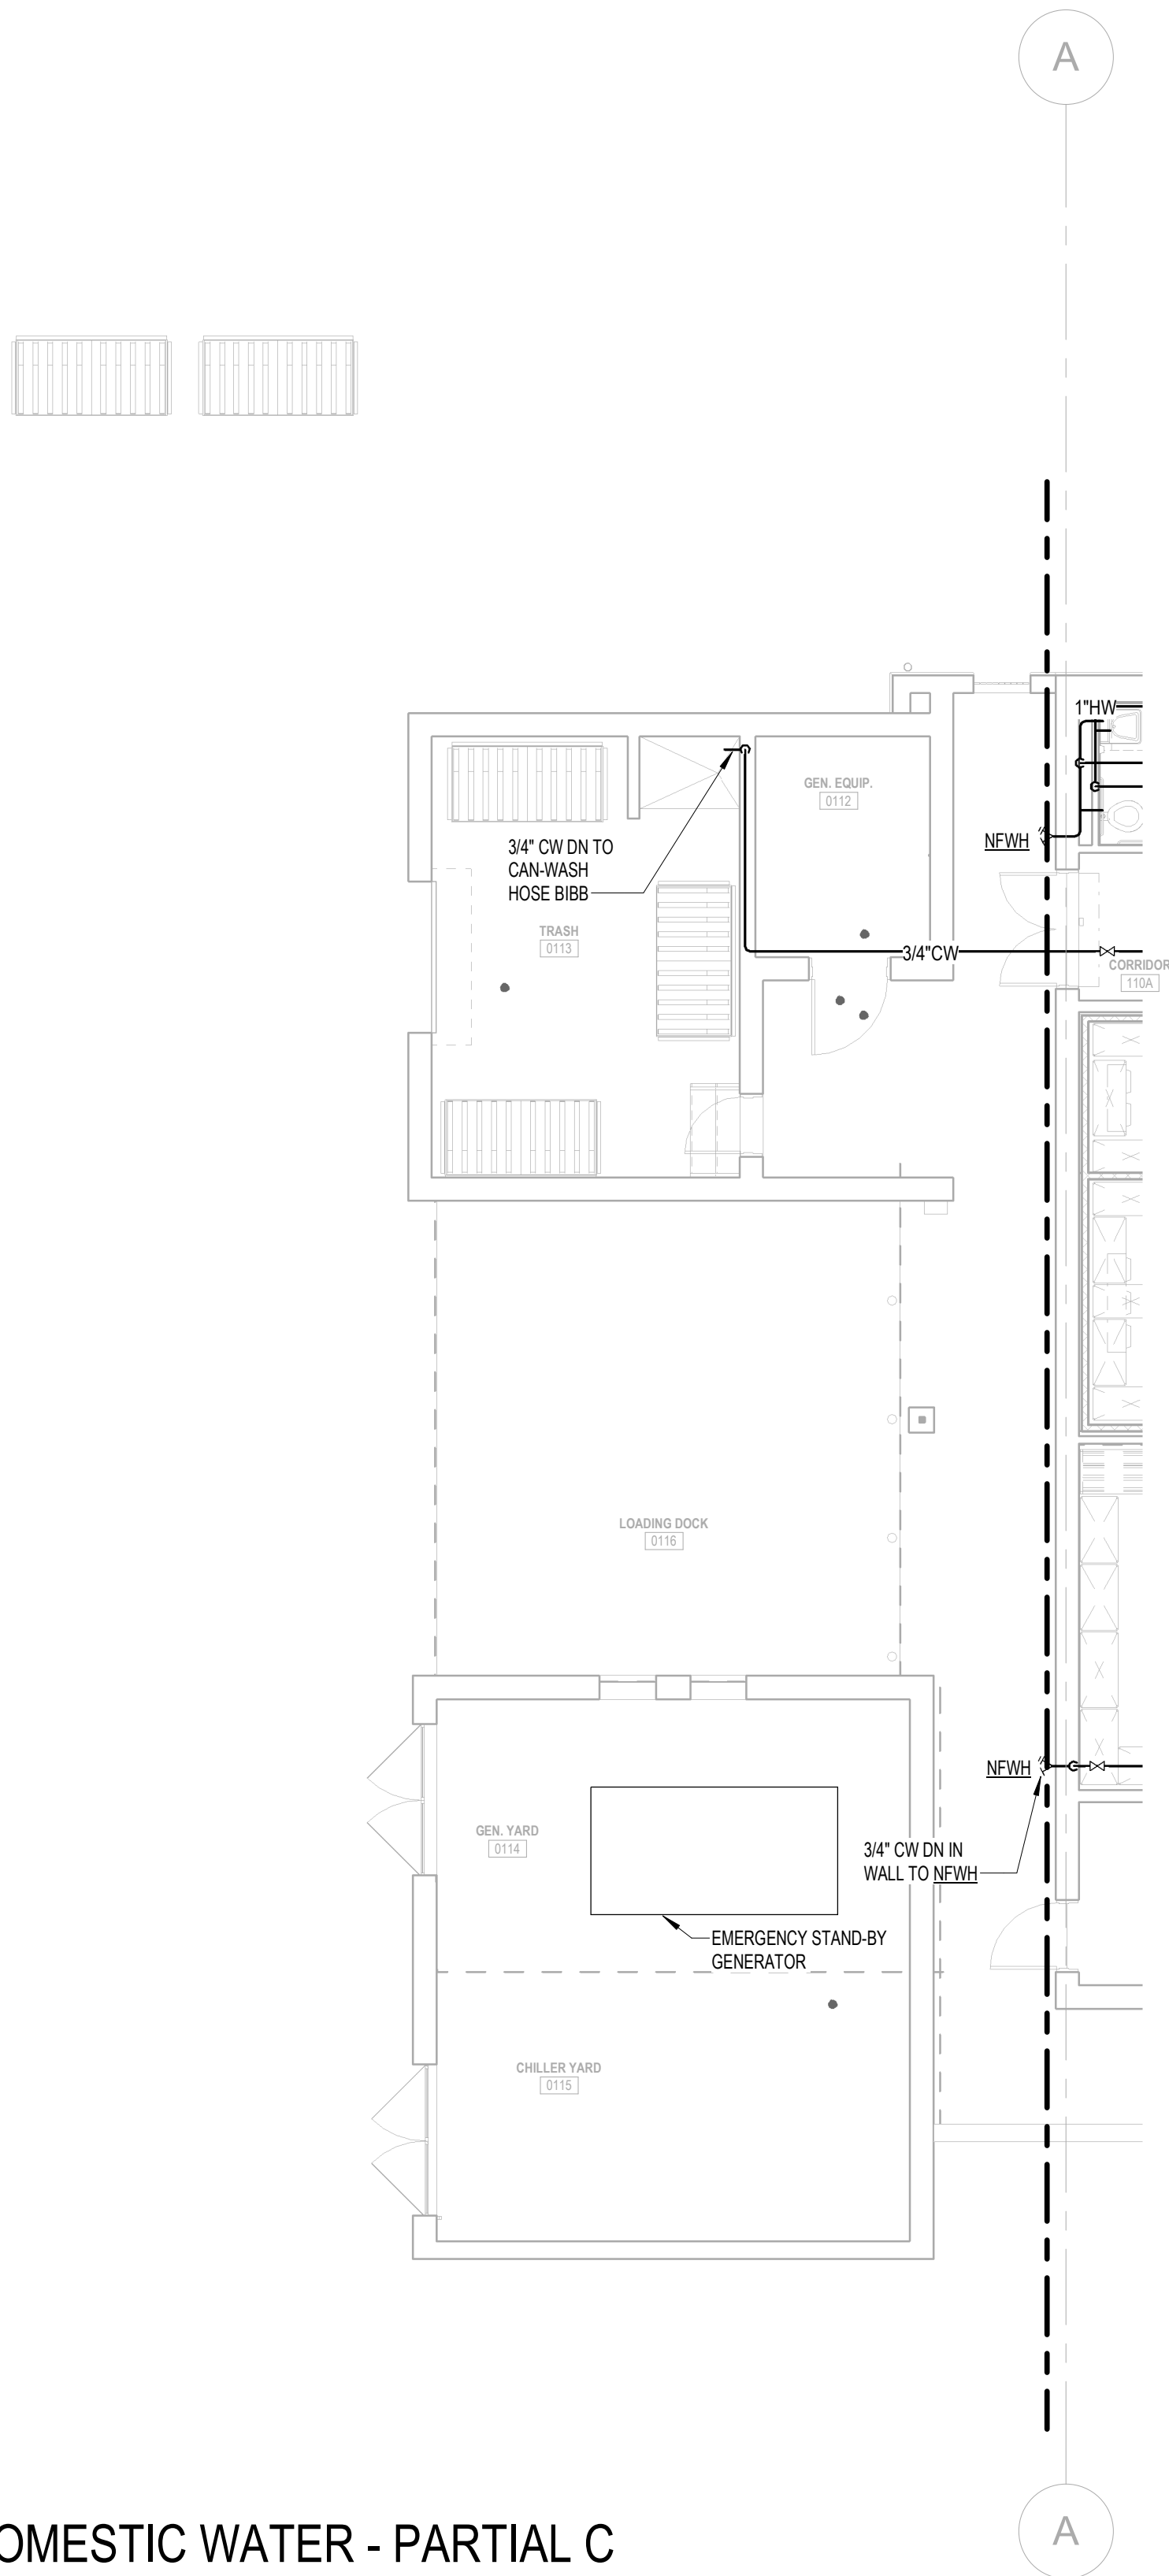 A
1"HW
GEN. EQUIP.
0112
NFWH
3/4" CW DN TO
CAN-WASH
HOSE BIBB
TRASH
0113
3/4"CW
CORRIDOR
110A
LOADING DOCK
0116
NFWH
GEN. YARD
0114
3/4" CW DN IN
WALL TO NFWH
EMERGENCY STAND-BY
GENERATOR
CHILLER YARD
0115
A
OMESTIC WATER - PARTIAL C